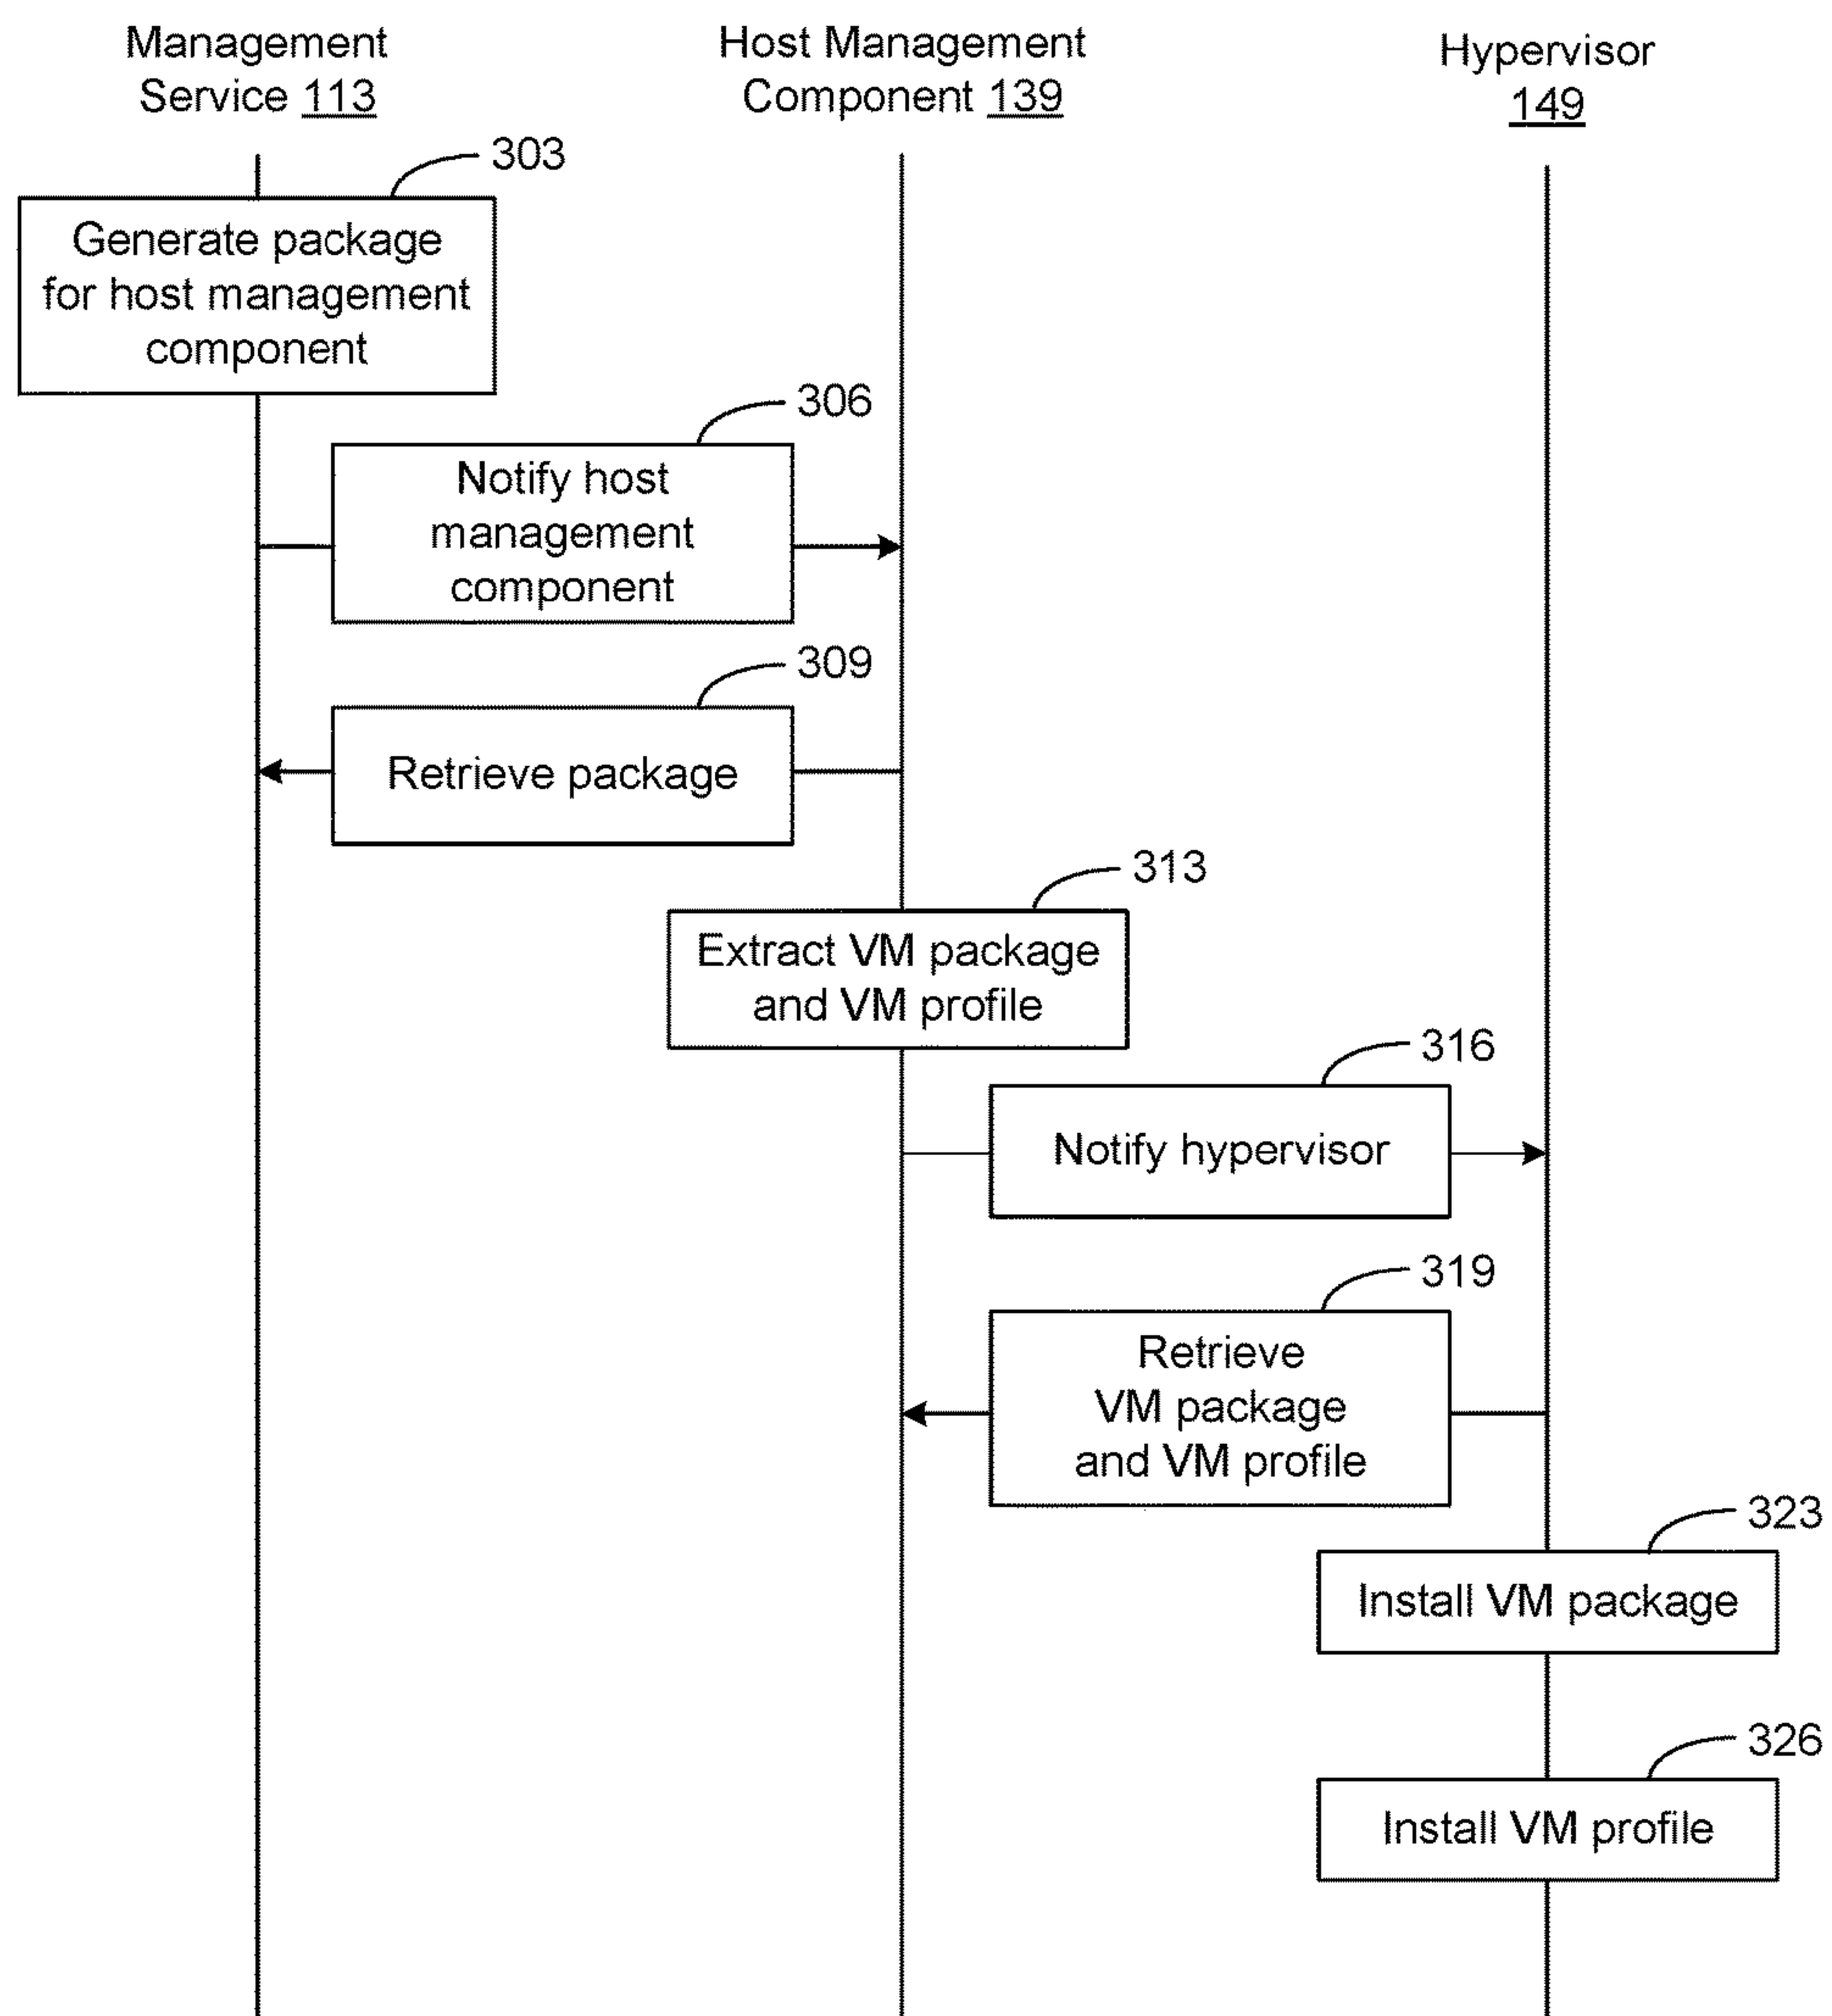 Management
Service 113
Host Management
Component 139
Hypervisor
149
303
Generate package
for host management
component
306
Notify host
management
component
309
Retrieve package
313
Extract VM package
and VM profile
316
Notify hypervisor
319
Retrieve
VM package
and VM profile
323
Install VM package
326
Install VM profile